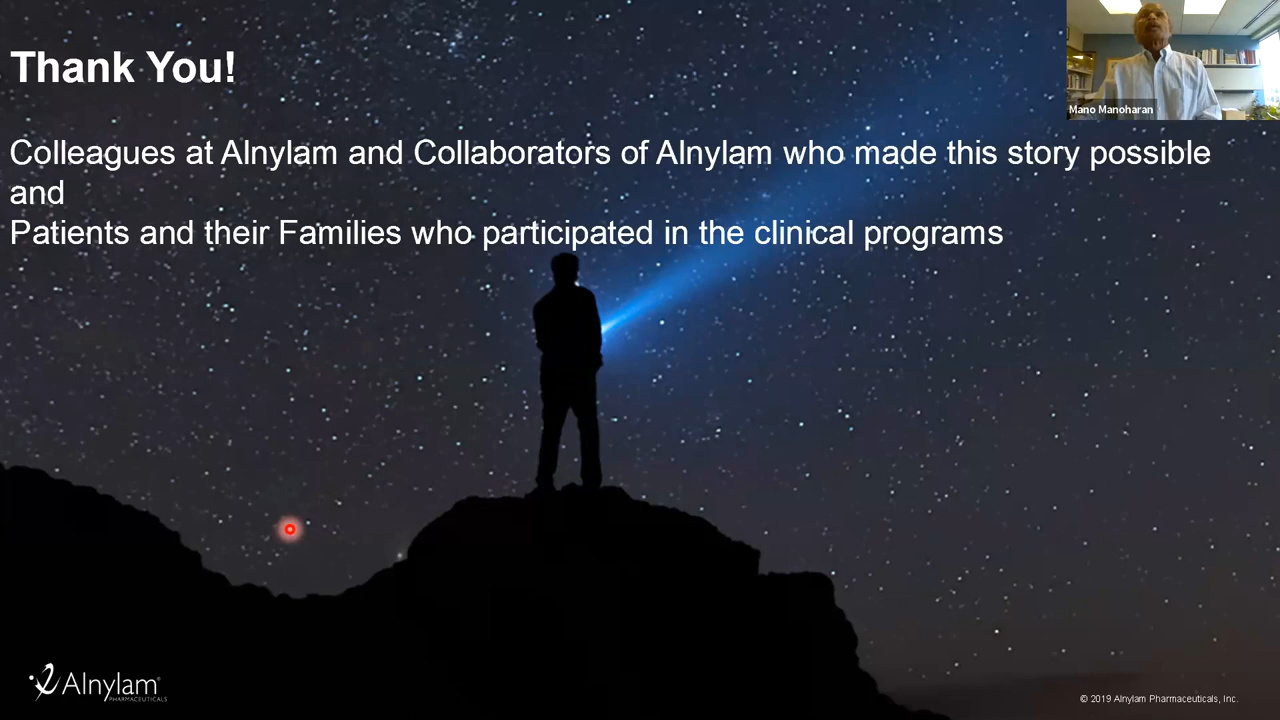 Thank You!
Mano Manoharan
Colleagues at Alnylam and Collaborators of Alnylam who made this story possible
and
Patients and their Families who participated in the clinical programs
Alnylam®
PHARMACEUTICALS
© 2019 Alnylam Pharmaceuticals, Inc.